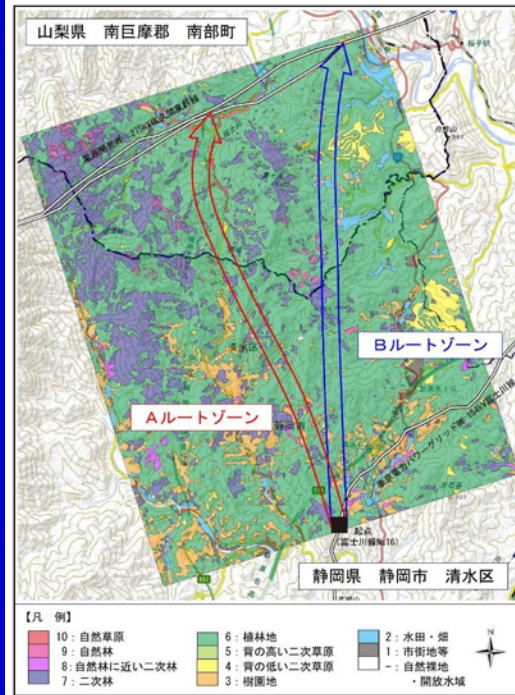 山梨県 南巨摩郡 南部町
清水区
Bルートゾーン
Aルートゾーン
起点
(富士川線№16)
静岡県 静岡市 清水区
【凡 例】
10:自然草原
9:自然林
8:自然林に近い二次林
7:二次林
6:植林地
5:背の高い二次草原
4:背の低い二次草原
3:樹園地
2:水田・畑
1:市街地等
-:自然裸地
・開放水域
N